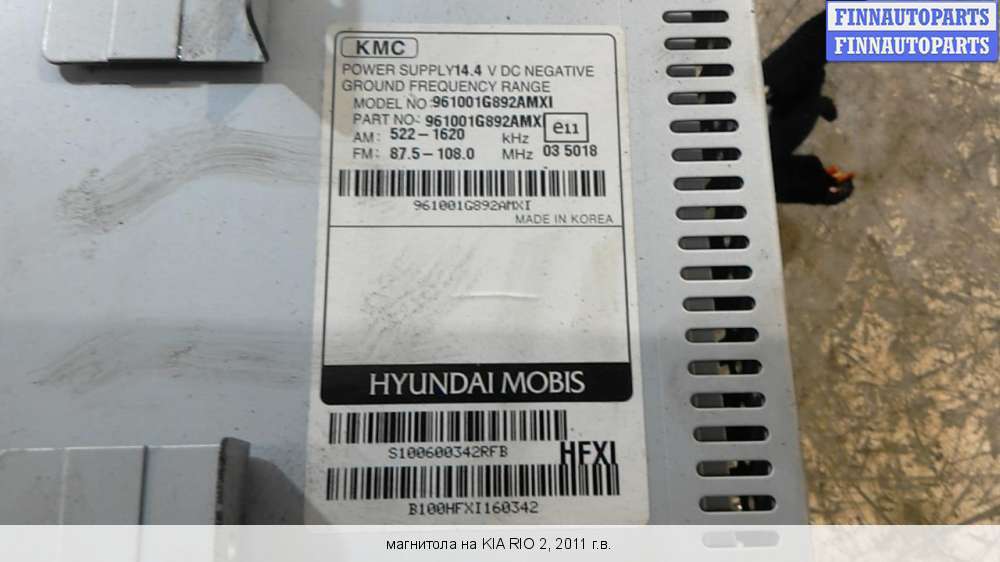 FINNAUTOPARTS
FINNAUTOPARTS
KMC
POWER SUPPLY14.4 V DC NEGATIVE
GROUND FREQUENCY RANGE
MODEL NO:961001G892AMXI
PART NO: 961001G892AMX
AM: 522-1620 kHz
FM: 87.5-108.0 MHz
e11
03 5018
961001G892AMXI
MADE IN KOREA
HYUNDAI MOBIS
S100600342RFB
HFXI
B100HFXI160342
магнитола на KIA RIO 2, 2011 г.в.